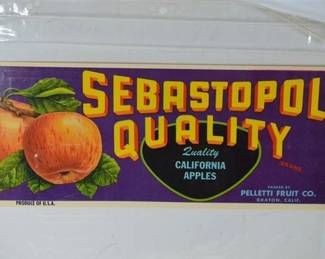 SEBASTOPOL
QUALITY
Quality
CALIFORNIA
APPLES
BRAND
PACKED BY
PELLETTI FRUIT CO.
GRATON, CALIF.
PRODUCE OF U.S.A.